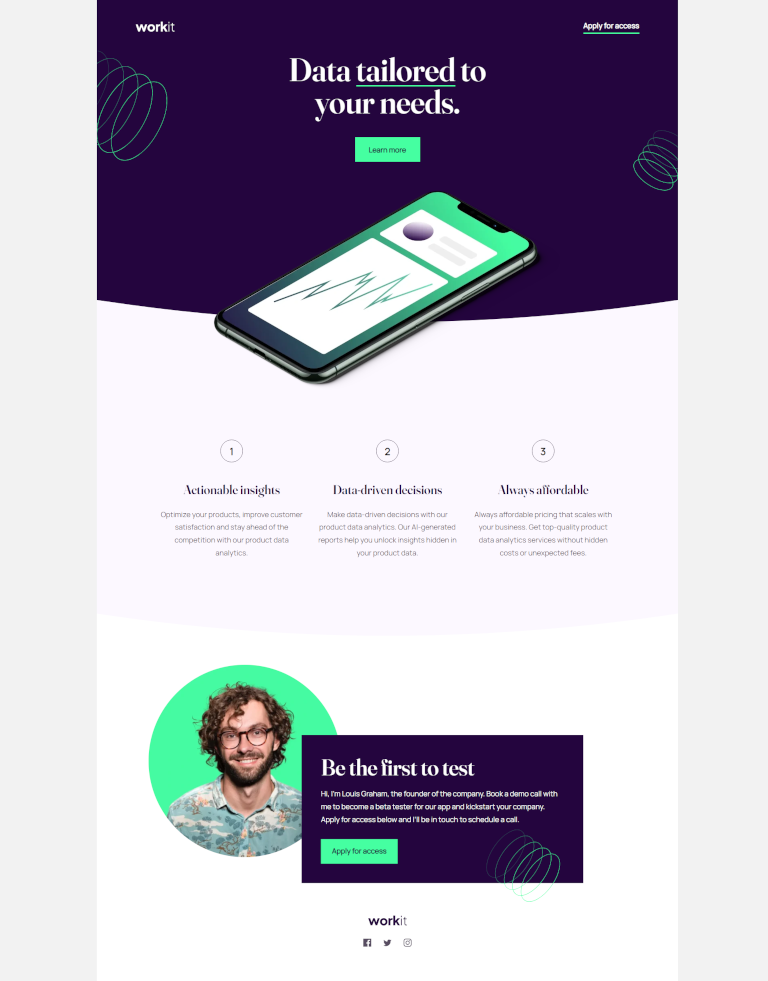 workit
Apply for access
Data tailored to
your needs.
Learn more
1
Actionable insights
Optimize your products, improve customer
satisfaction and stay ahead of the
competition with our product data
analytics.
2
Data-driven decisions
Make data-driven decisions with our
product data analytics. Our AI-generated
reports help you unlock insights hidden in
your product data.
3
Always affordable
Always affordable pricing that scales with
your business. Get top-quality product
data analytics services without hidden
costs or unexpected fees.
Be the first to test
Hi, I'm Louis Graham, the founder of the company. Book a demo call with
me to become a beta tester for our app and kickstart your company.
Apply for access below and I'll be in touch to schedule a call.
Apply for access
workit